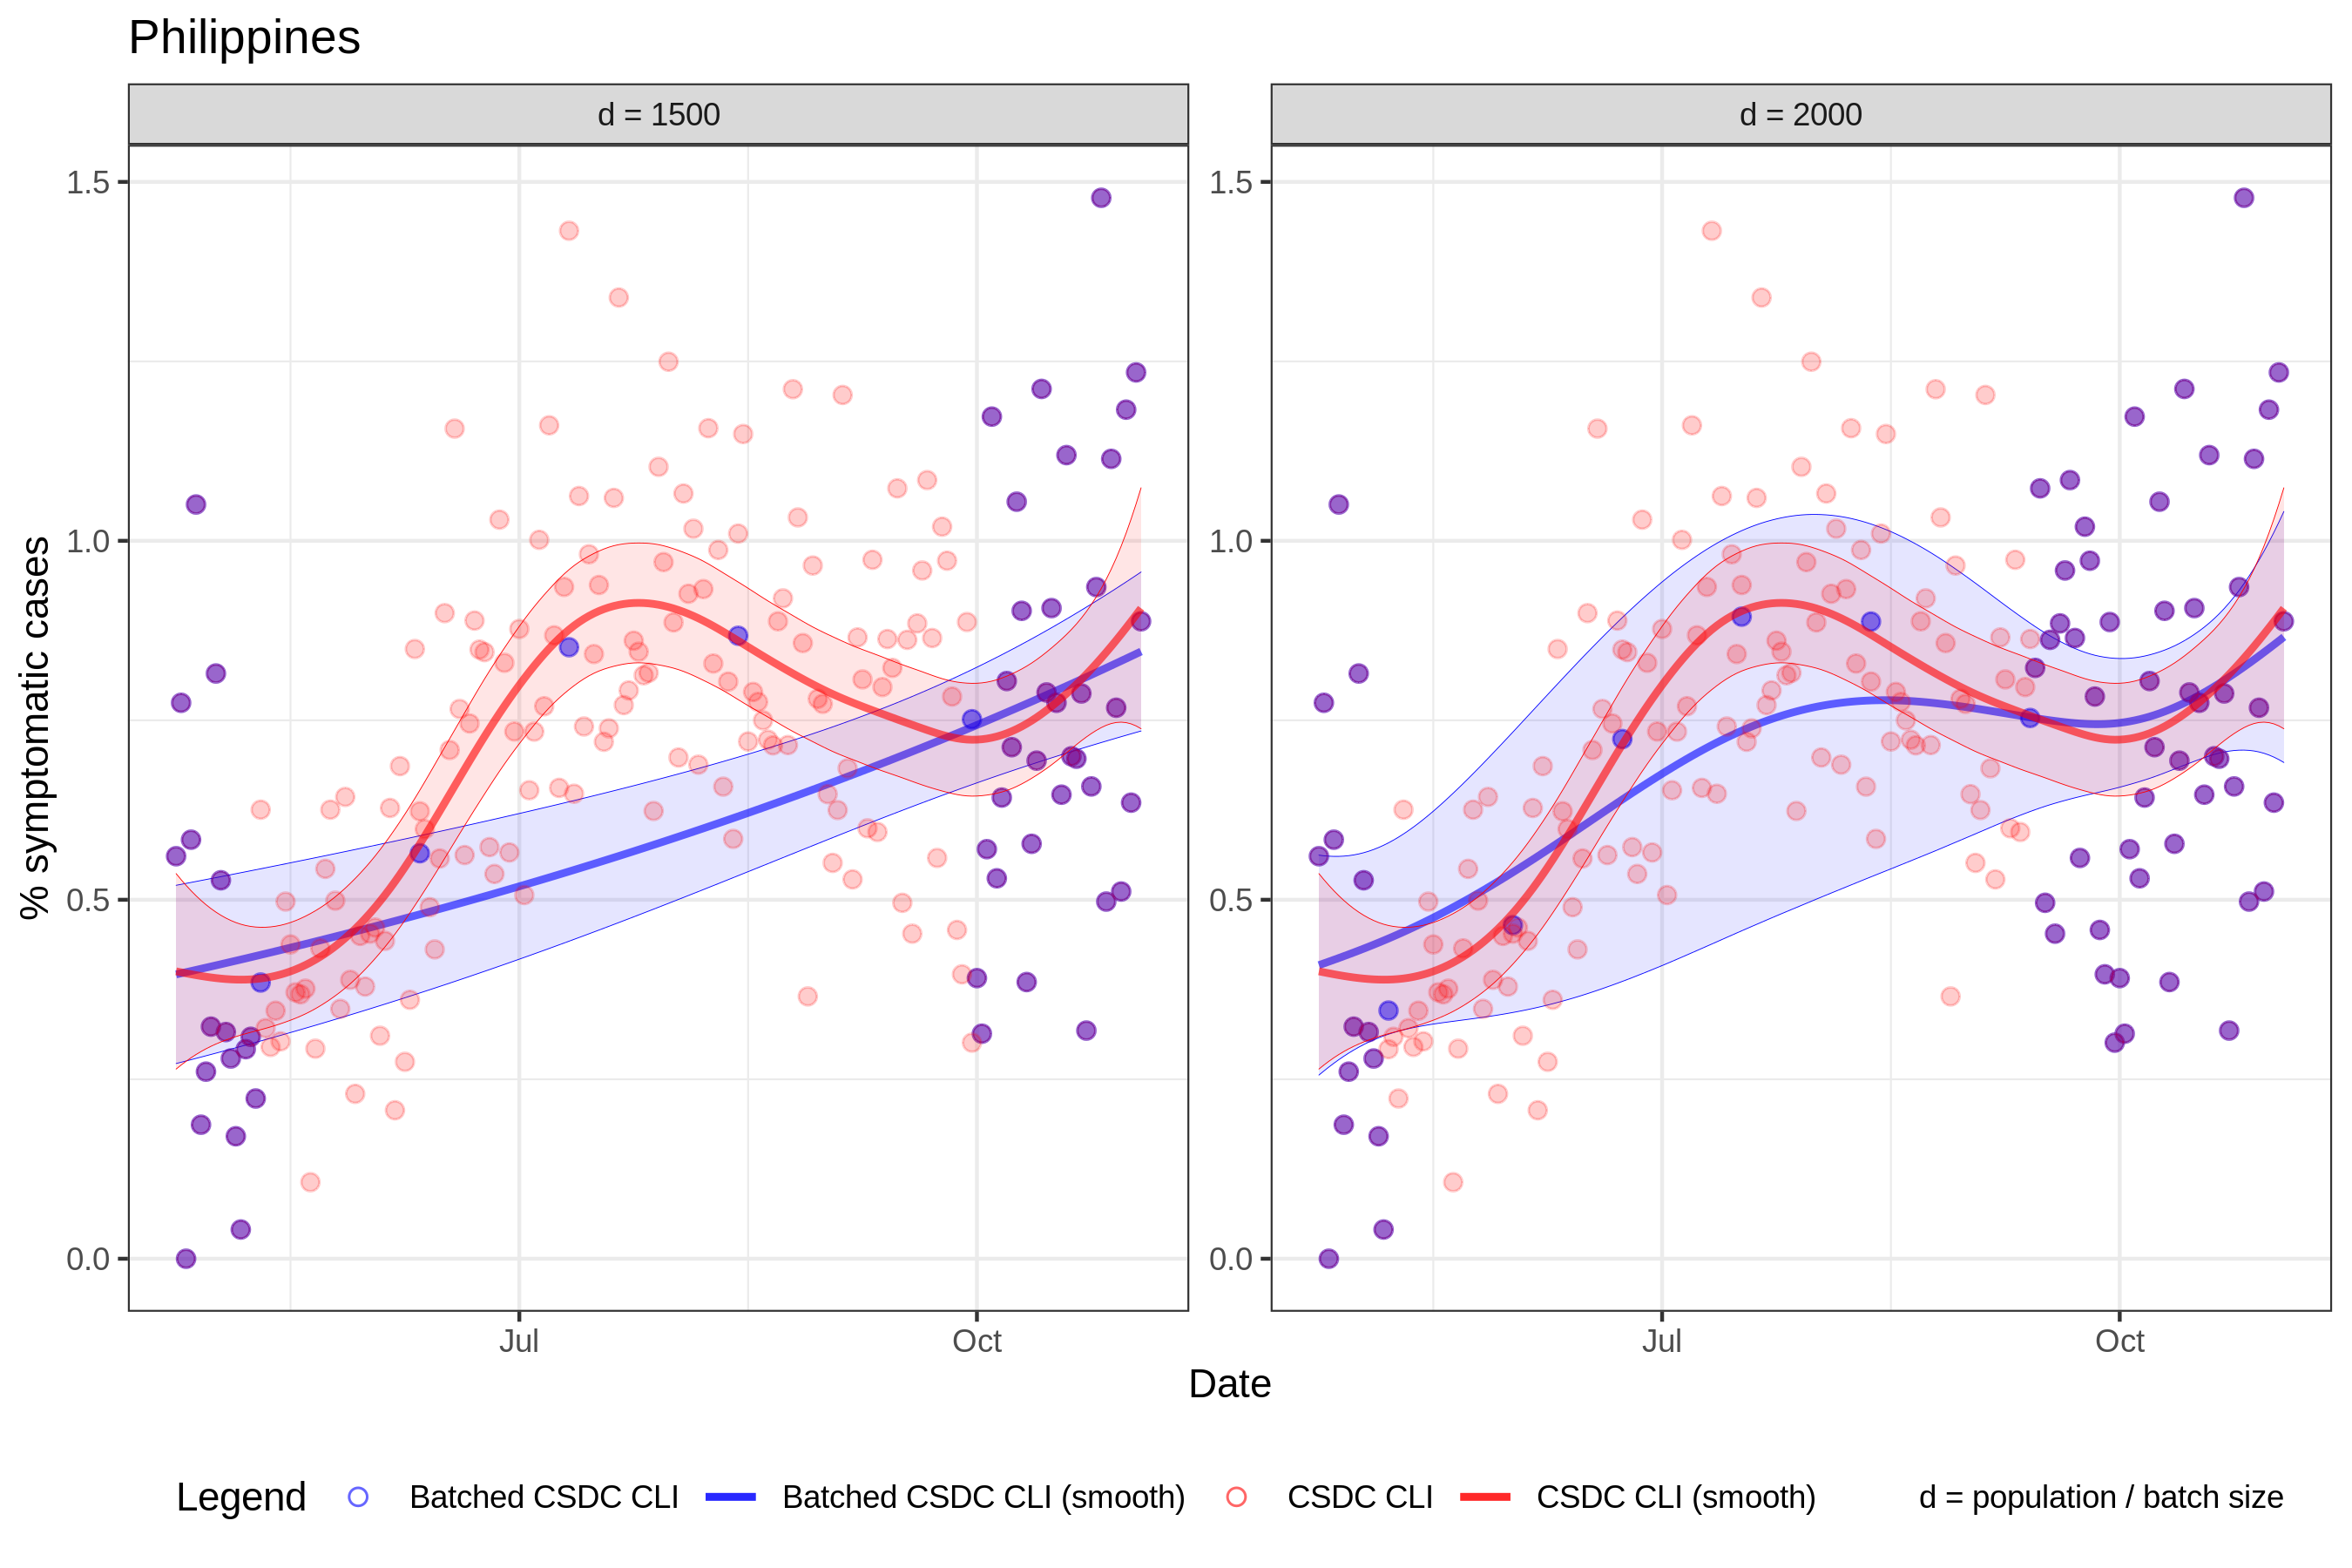 Philippines
d = 1500
d = 2000
% symptomatic cases
1.5
1.0
0.5
0.0
1.5
1.0
0.5
0.0
Jul
Oct
Jul
Oct
Date
Legend
Batched CSDC CLI
Batched CSDC CLI (smooth)
CSDC CLI
CSDC CLI (smooth)
d = population / batch size